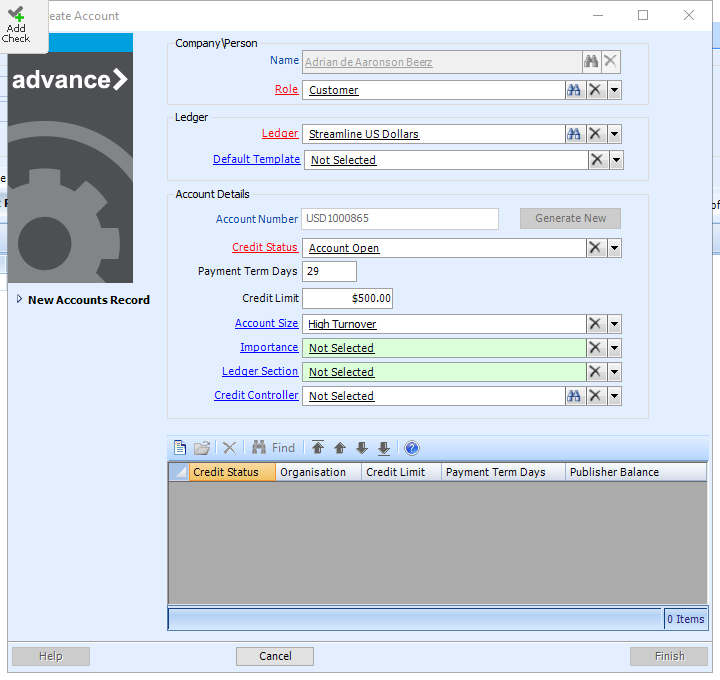 Add
Check
eate Account
advance
New Accounts Record
Company\Person
Name Adrian de Aaronson Beerz
Role Customer
Ledger
Ledger Streamline US Dollars
Default Template Not Selected
Account Details
Account Number USD1000865 Generate New
Credit Status Account Open
Payment Term Days 29
Credit Limit $500.00
Account Size High Turnover
Importance Not Selected
Ledger Section Not Selected
Credit Controller Not Selected
Find
Credit Status Organisation Credit Limit Payment Term Days Publisher Balance
0 Items
Help Cancel Finish